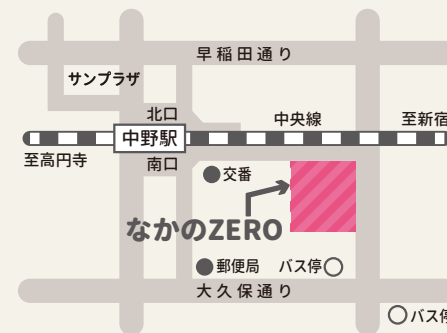 早稲田通り
サンプラザ
北口
中央線
至新宿
中野駅
至高円寺
南口
交番
なかのZERO
郵便局
バス停
大久保通り
バス停